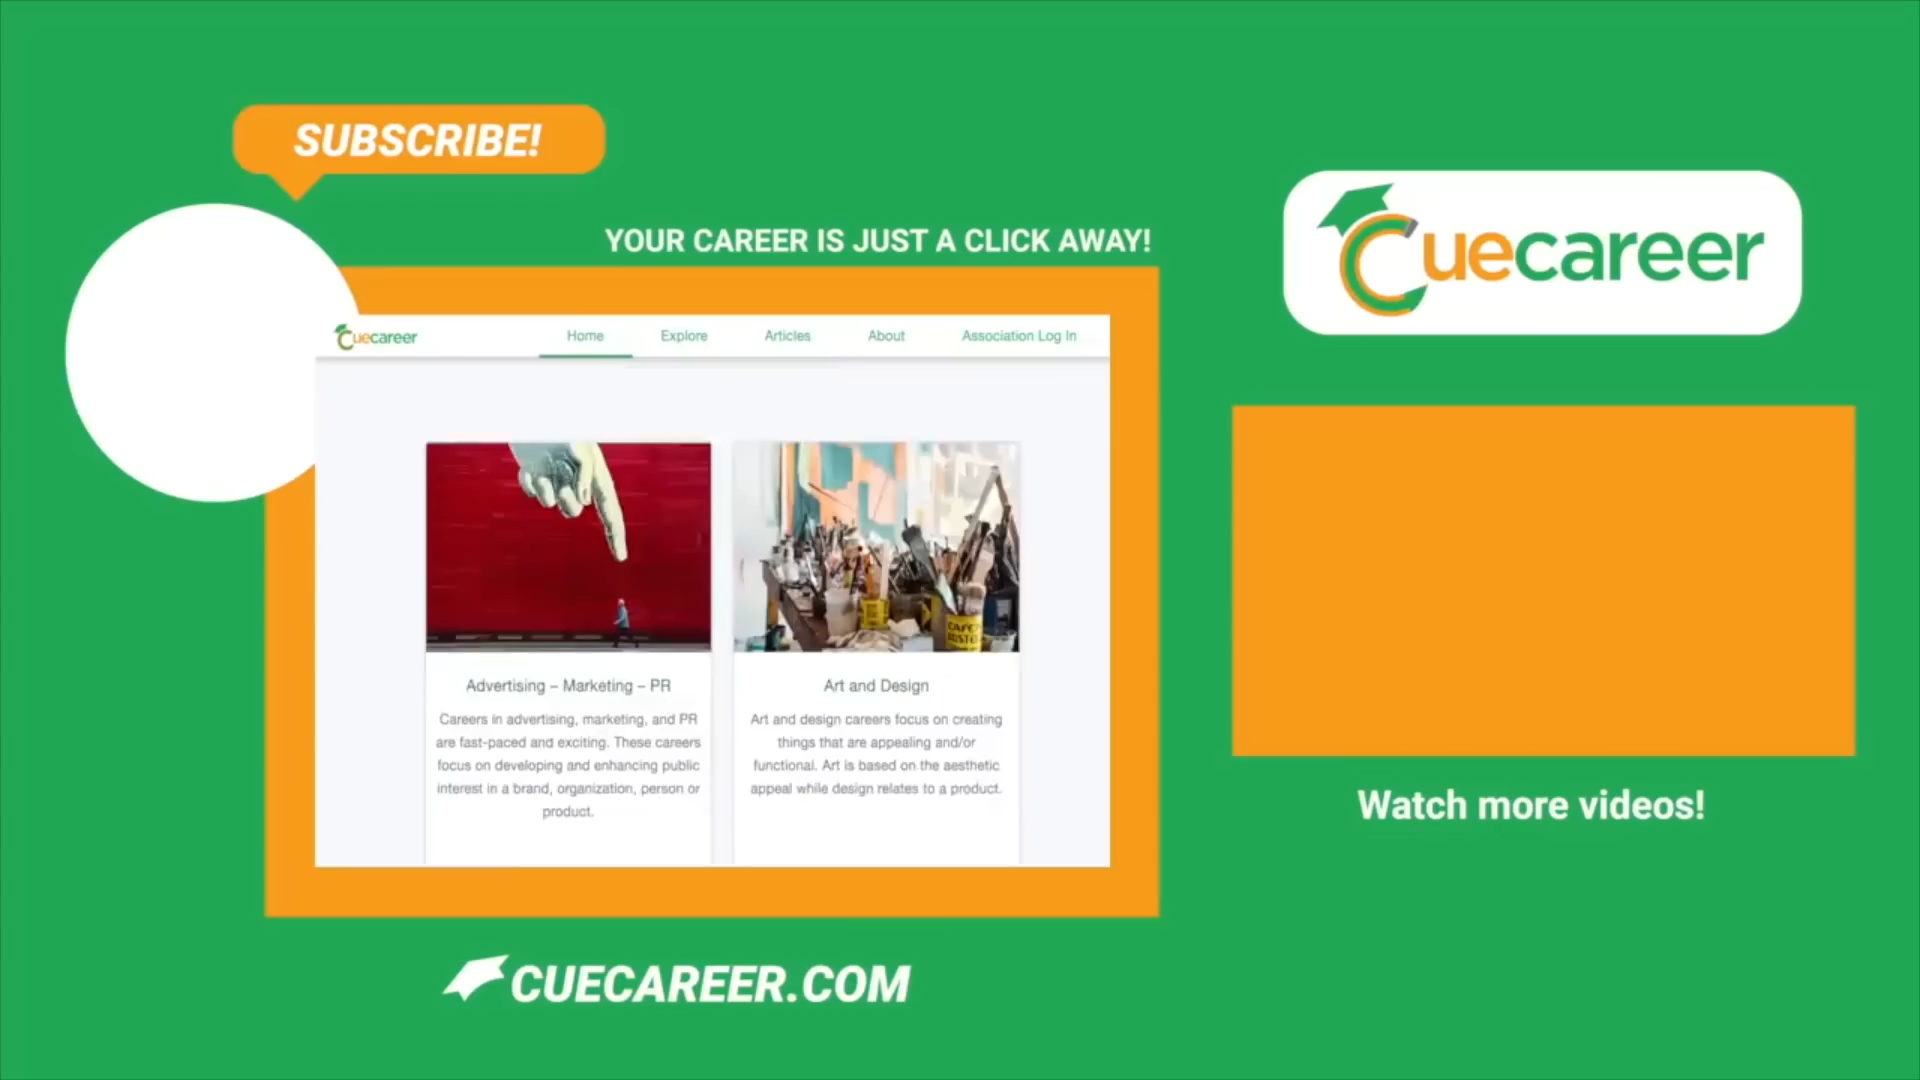 SUBSCRIBE!
YOUR CAREER IS JUST A CLICK AWAY!
Cuecareer
Cuecareer
Home
Explore
Articles
About
Association Log In
Advertising – Marketing – PR
Careers in advertising, marketing, and PR
are fast-paced and exciting. These careers
focus on developing and enhancing public
interest in a brand, organization, person or
product.
Art and Design
Art and design careers focus on creating
things that are appealing and/or
functional. Art is based on the aesthetic
appeal while design relates to a product.
Watch more videos!
CUECAREER.COM